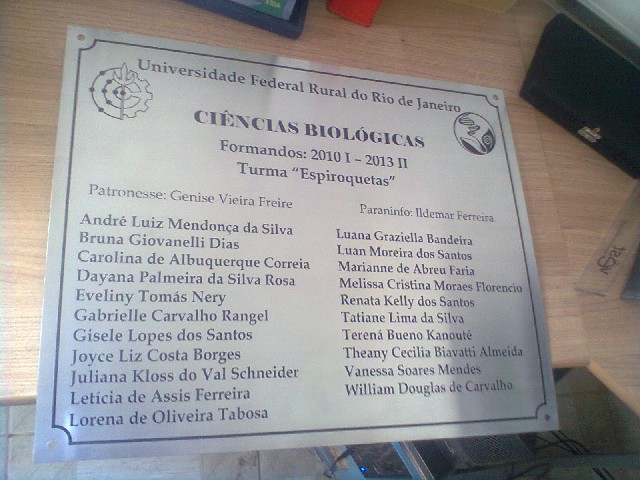 Universidade Federal Rural do Rio de Janeiro
CIÊNCIAS BIOLÓGICAS
Formandos: 2010 I – 2013 II
Turma "Espiroquetas"
Patronesse: Genise Vieira Freire
Paraninfo: Ildemar Ferreira
André Luiz Mendonça da Silva
Bruna Giovanelli Dias
Carolina de Albuquerque Correia
Dayana Palmeira da Silva Rosa
Eveliny Tomás Nery
Gabrielle Carvalho Rangel
Gisele Lopes dos Santos
Joyce Liz Costa Borges
Juliana Kloss do Val Schneider
Letícia de Assis Ferreira
Lorena de Oliveira Tabosa
Luana Graziella Bandeira
Luan Moreira dos Santos
Marianne de Abreu Faria
Melissa Cristina Moraes Florencio
Renata Kelly dos Santos
Tatiane Lima da Silva
Terená Bueno Kanouté
Theany Cecilia Biavatti Almeida
Vanessa Soares Mendes
William Douglas de Carvalho